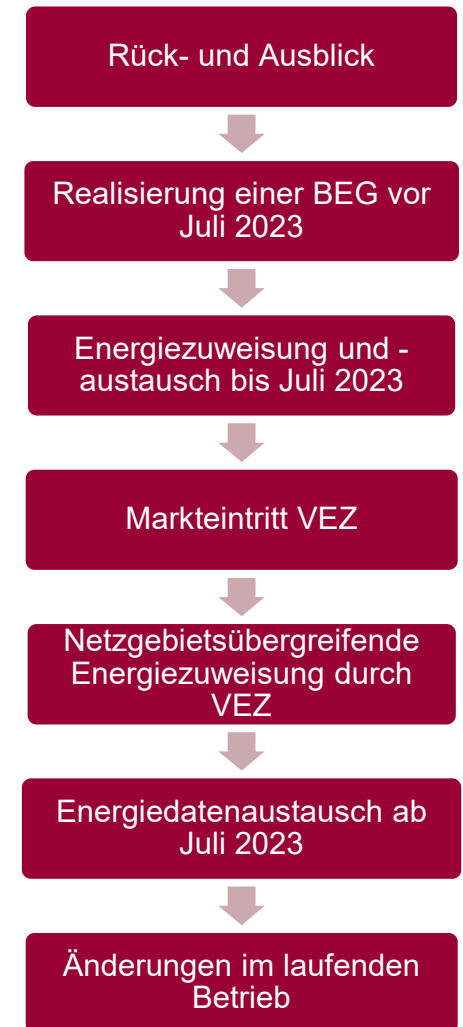 Rück- und Ausblick
Realisierung einer BEG vor
Juli 2023
Energiezuweisung und -
austausch bis Juli 2023
Markteintritt VEZ
Netzgebietsübergreifende
Energiezuweisung durch
VEZ
Energiedatenaustausch ab
Juli 2023
Änderungen im laufenden
Betrieb